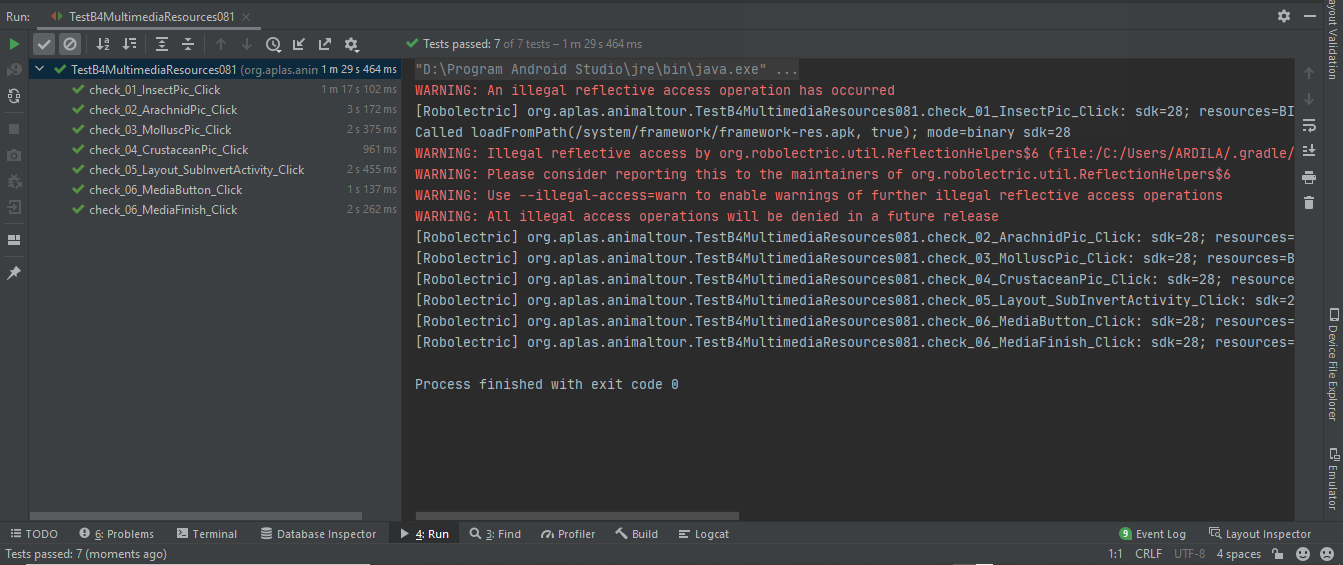 Run: TestB4MultimediaResources081
Tests passed: 7 of 7 tests – 1 m 29 s 464 ms
TestB4MultimediaResources081 (org.aplas.anim 1 m 29 s 464 ms
check_01_InsectPic_Click 1 m 17 s 102 ms
check_02_ArachnidPic_Click 3 s 172 ms
check_03_MolluscPic_Click 2 s 375 ms
check_04_CrustaceanPic_Click 961 ms
check_05_Layout_SubInvertActivity_Click 2 s 455 ms
check_06_MediaButton_Click 1 s 137 ms
check_06_MediaFinish_Click 2 s 262 ms
"D:\Program Android Studio\jre\bin\java.exe" ...
WARNING: An illegal reflective access operation has occurred
[Robolectric] org.aplas.animaltour.TestB4MultimediaResources081.check_01_InsectPic_Click: sdk=28; resources=BI
Called loadFromPath(/system/framework/framework-res.apk, true); mode=binary sdk=28
WARNING: Illegal reflective access by org.robolectric.util.ReflectionHelpers$6 (file:/C:/Users/ARDILA/.gradle/
WARNING: Please consider reporting this to the maintainers of org.robolectric.util.ReflectionHelpers$6
WARNING: Use --illegal-access=warn to enable warnings of further illegal reflective access operations
WARNING: All illegal access operations will be denied in a future release
[Robolectric] org.aplas.animaltour.TestB4MultimediaResources081.check_02_ArachnidPic_Click: sdk=28; resources=
[Robolectric] org.aplas.animaltour.TestB4MultimediaResources081.check_03_MolluscPic_Click: sdk=28; resources=B
[Robolectric] org.aplas.animaltour.TestB4MultimediaResources081.check_04_CrustaceanPic_Click: sdk=28; resource
[Robolectric] org.aplas.animaltour.TestB4MultimediaResources081.check_05_Layout_SubInvertActivity_Click: sdk=2
[Robolectric] org.aplas.animaltour.TestB4MultimediaResources081.check_06_MediaButton_Click: sdk=28; resources=
[Robolectric] org.aplas.animaltour.TestB4MultimediaResources081.check_06_MediaFinish_Click: sdk=28; resources=
Process finished with exit code 0
Layout Validation
Device File Explorer
Emulator
TODO 6: Problems Terminal Database Inspector 4: Run 3: Find Profiler Build Logcat 9 Event Log Layout Inspector
Tests passed: 7 (moments ago) 1:1 CRLF UTF-8 4 spaces